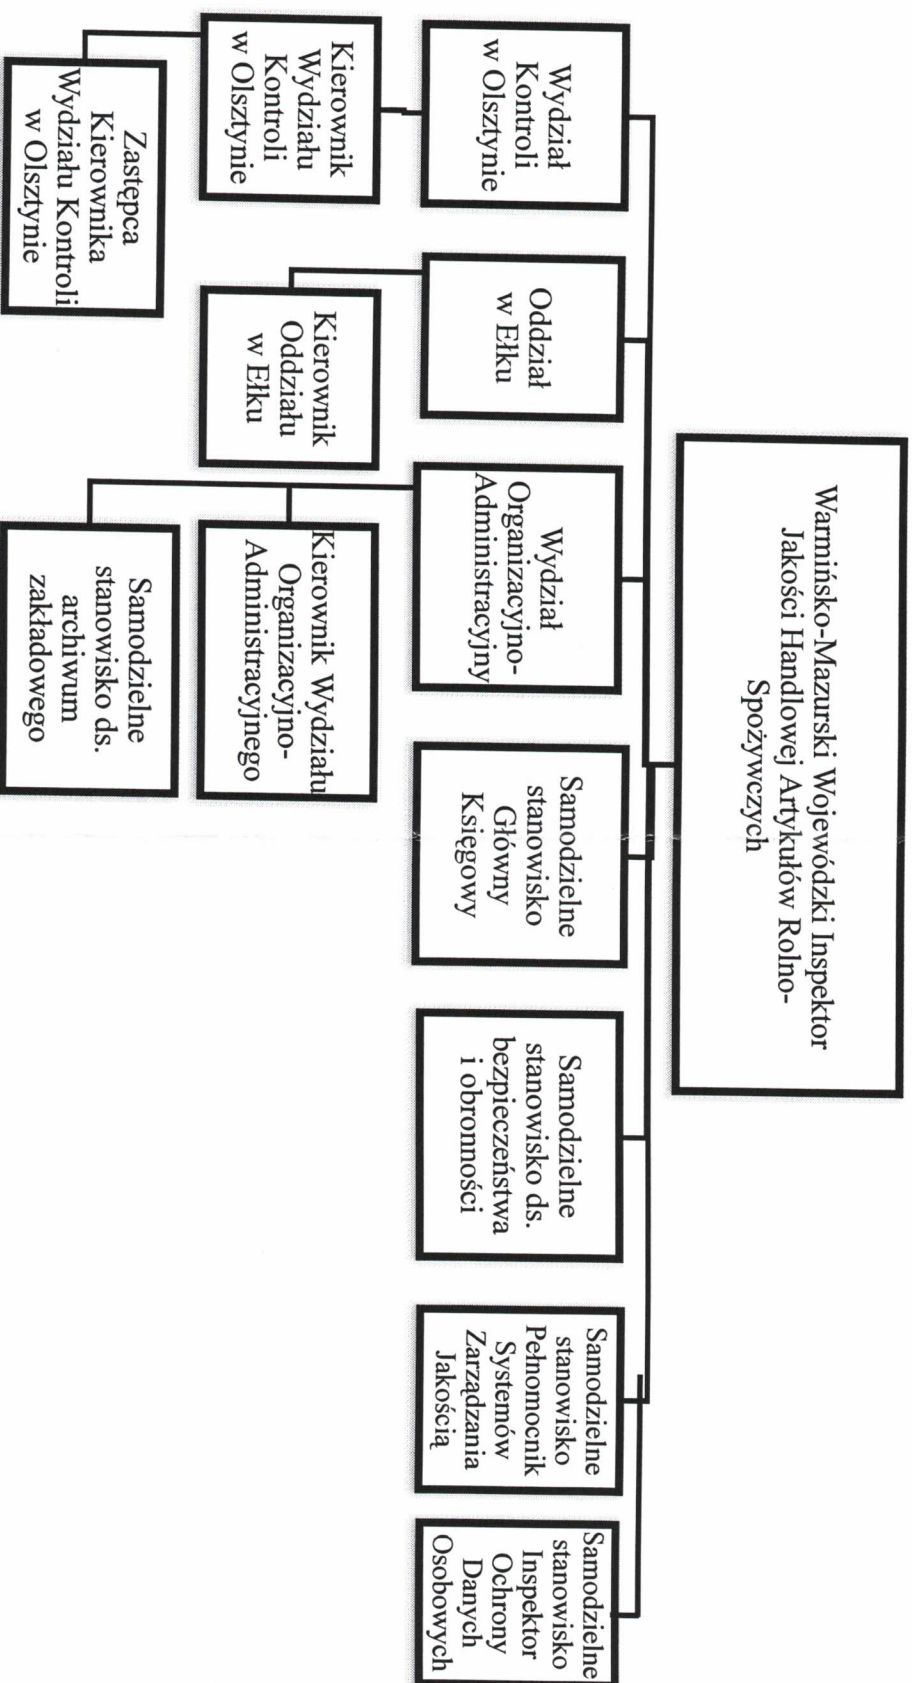 Warmińsko-Mazurski Wojewódzki Inspektor
Jakości Handlowej Artykułów Rolno-
Spożywczych
Wydział
Kontroli
w Olsztynie
Oddział
w Ełku
Wydział
Organizacyjno-
Administracyjny
Samodzielne
stanowisko
Główny
Księgowy
Samodzielne
stanowisko ds.
bezpieczeństwa
i obronności
Samodzielne
stanowisko
Pełnomocnik
Systemów
Zarządzania
Jakością
Samodzielne
stanowisko
Inspektor
Ochrony
Danych
Osobowych
Kierownik
Wydziału
Kontroli
w Olsztynie
Kierownik
Oddziału
w Ełku
Kierownik Wydziału
Organizacyjno-
Administracyjnego
Zastępca
Kierownika
Wydziału Kontroli
w Olsztynie
Samodzielne
stanowisko ds.
archiwum
zakładowego